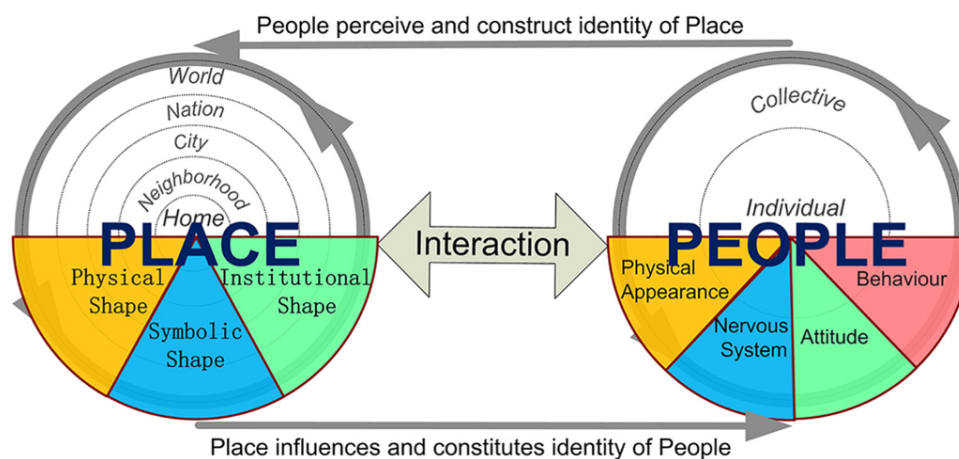 People perceive and construct identity of Place
World
Nation
City
Neighborhood
Home
PLACE
Physical
Shape
Symbolic
Shape
Institutional
Shape
Interaction
Collective
Individual
PEOPLE
Physical
Appearance
Nervous
System
Attitude
Behaviour
Place influences and constitutes identity of People